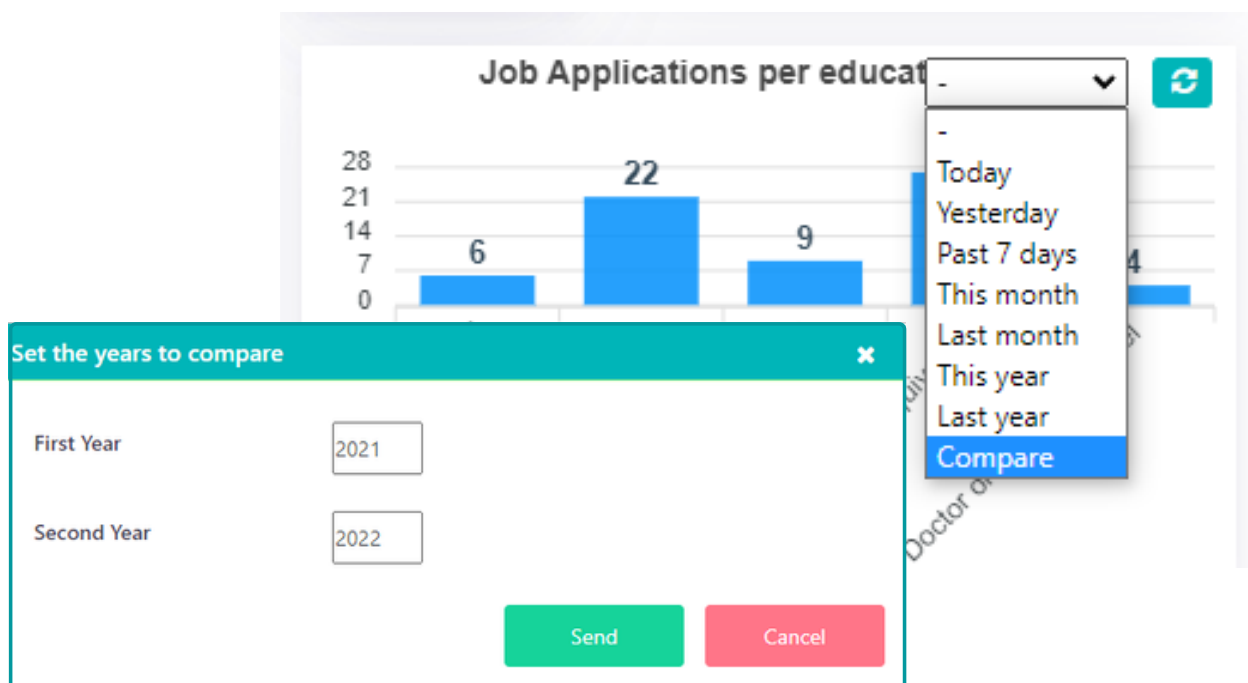 Job Applications per educat
-
-
Today
Yesterday
Past 7 days
This month
Last month
This year
Last year
Compare
28
21
14
7
0
6
22
9
4
Doctor or
Set the years to compare
First Year
2021
Second Year
2022
Send
Cancel